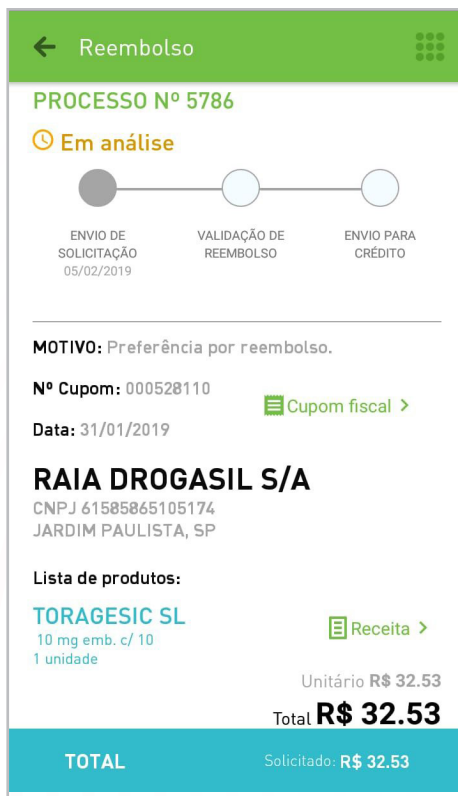 Reembolso
PROCESSO Nº 5786
Em análise
ENVIO DE
SOLICITAÇÃO
05/02/2019
VALIDAÇÃO DE
REEMBOLSO
ENVIO PARA
CRÉDITO
MOTIVO: Preferência por reembolso.
Nº Cupom: 000528110
Cupom fiscal >
Data: 31/01/2019
RAIA DROGASIL S/A
CNPJ 61585865105174
JARDIM PAULISTA, SP
Lista de produtos:
TORAGESIC SL
10 mg emb. c/ 10
1 unidade
Receita >
Unitário R$ 32.53
Total R$ 32.53
TOTAL
Solicitado: R$ 32.53